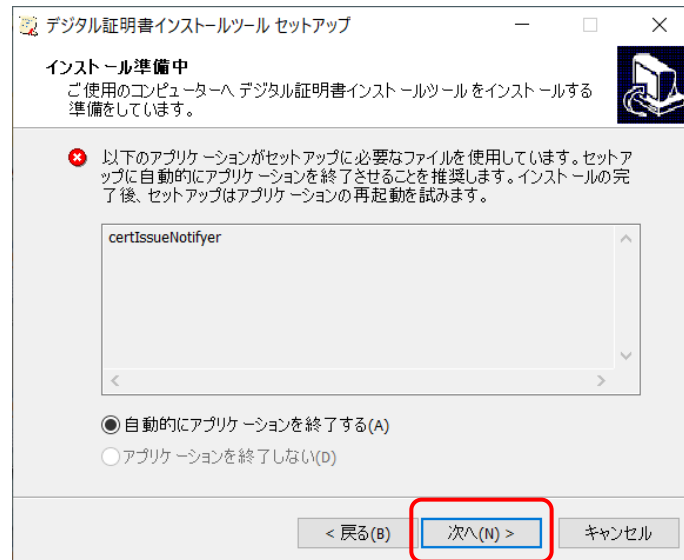 デジタル証明書インストールツール セットアップ
インストール準備中
ご使用のコンピューターへ デジタル証明書インストールツール をインストールする
準備をしています。
以下のアプリケーションがセットアップに必要なファイルを使用しています。セットア
ップに自動的にアプリケーションを終了させることを推奨します。インストールの完
了後、セットアップはアプリケーションの再起動を試みます。
certIssueNotifyer
自動的にアプリケーションを終了する(A)
アプリケーションを終了しない(D)
< 戻る(B) 次へ(N) > キャンセル